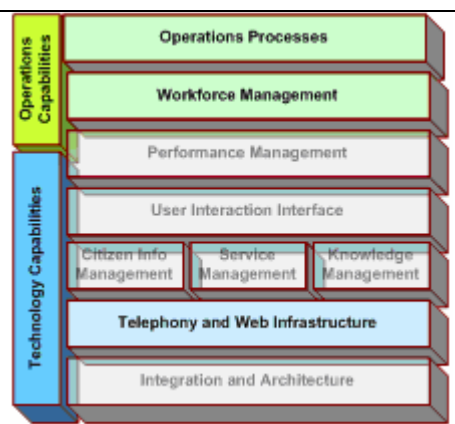 Operations
Capabilities
Operations Processes
Workforce Management
Performance Management
Technology Capabilities
User Interaction Interface
Citizen Info
Management
Service
Management
Knowledge
Management
Telephony and Web Infrastructure
Integration and Architecture